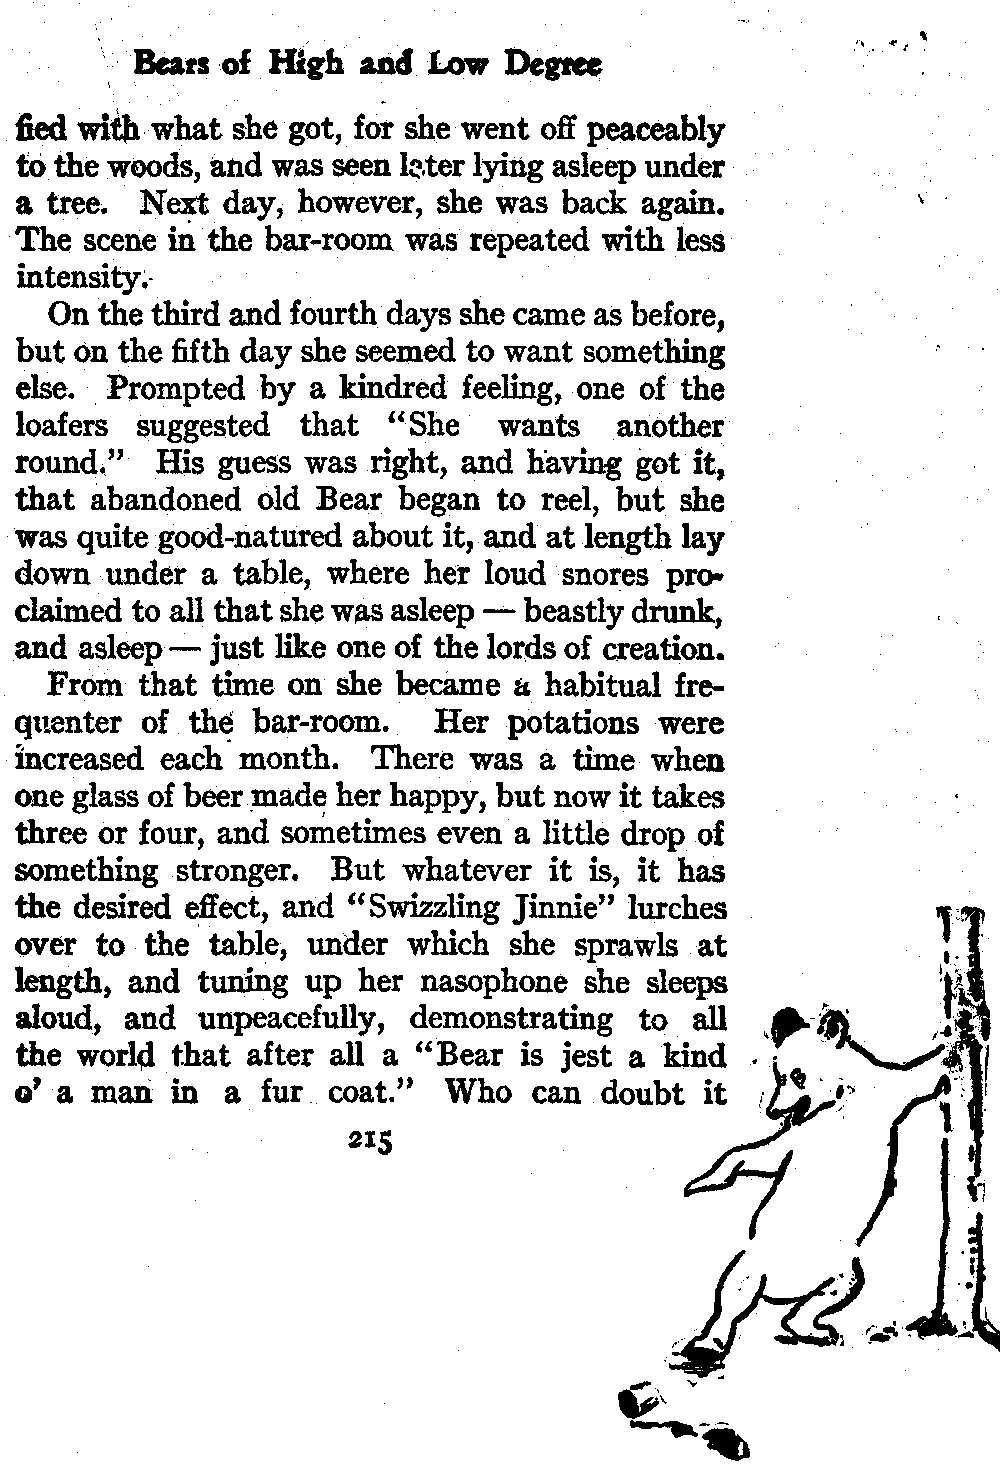 Bears of High and Low Degree
fied with what she got, for she went off peaceably
to the woods, and was seen later lying asleep under
a tree. Next day, however, she was back again.
The scene in the bar-room was repeated with less
intensity.
On the third and fourth days she came as before,
but on the fifth day she seemed to want something
else. Prompted by a kindred feeling, one of the
loafers suggested that "She wants another
round." His guess was right, and having got it,
that abandoned old Bear began to reel, but she
was quite good-natured about it, and at length lay
down under a table, where her loud snores pro-
claimed to all that she was asleep — beastly drunk,
and asleep — just like one of the lords of creation.
From that time on she became a habitual fre-
quenter of the bar-room. Her potations were
increased each month. There was a time when
one glass of beer made her happy, but now it takes
three or four, and sometimes even a little drop of
something stronger. But whatever it is, it has
the desired effect, and "Swizzling Jinnie" lurches
over to the table, under which she sprawls at
length, and tuning up her nasophone she sleeps
aloud, and unpeacefully, demonstrating to all
the world that after all a "Bear is jest a kind
o' a man in a fur coat." Who can doubt it
215